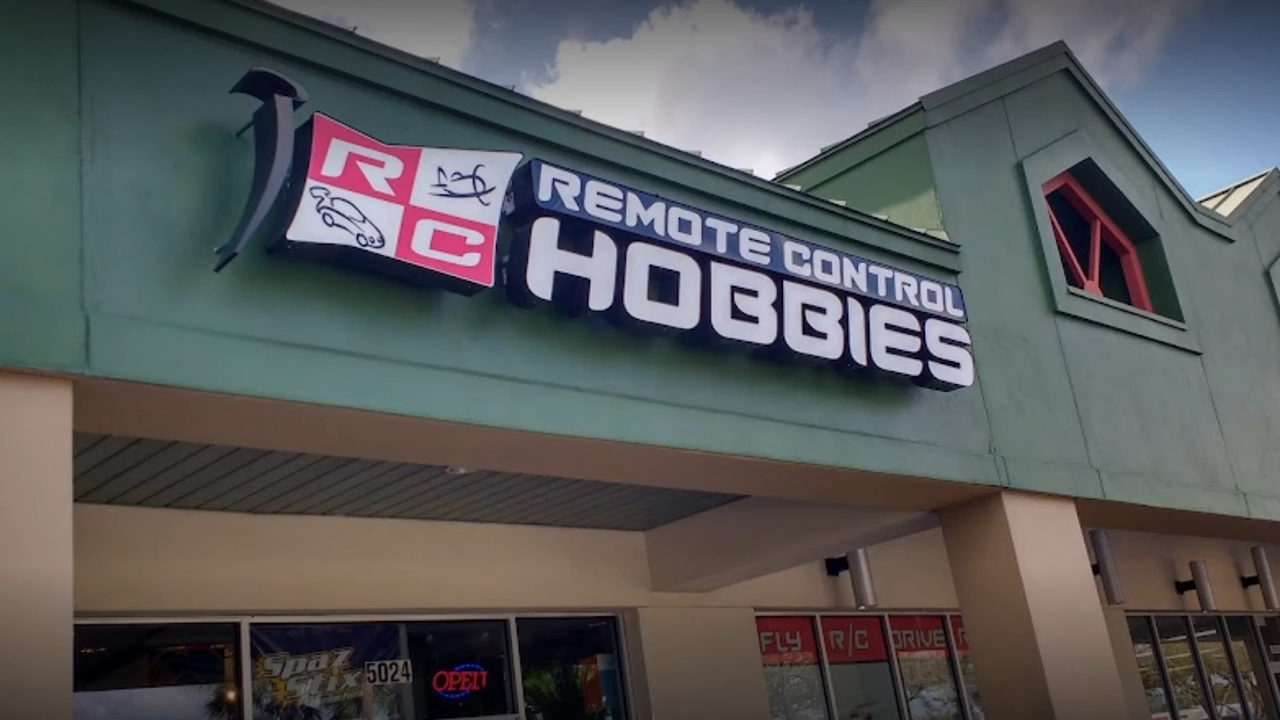 R
C
REMOTE CONTROL
HOBBIES
FLY R/C DRIVE
Spaz
Stix
5024
OPEN